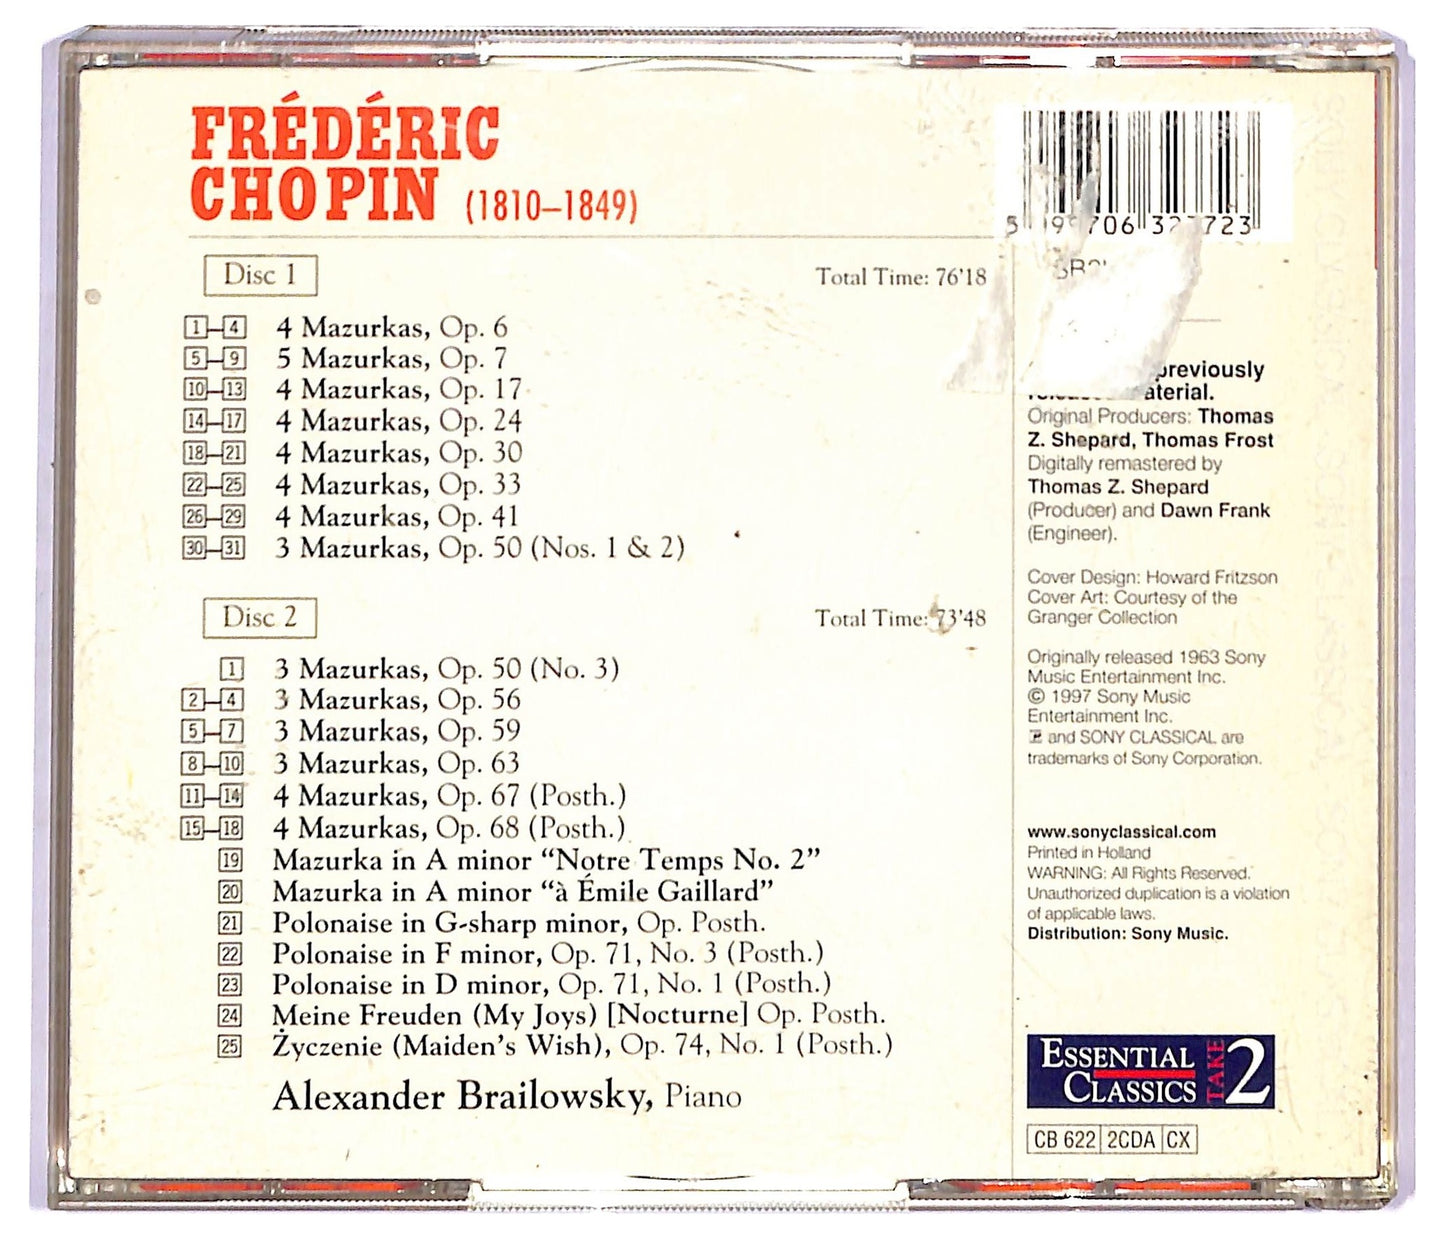 FRÉDÉRIC
CHOPIN (1810–1849)
Disc 1 Total Time: 76'18
1–4 4 Mazurkas, Op. 6
5–9 5 Mazurkas, Op. 7
10–13 4 Mazurkas, Op. 17
14–17 4 Mazurkas, Op. 24
18–21 4 Mazurkas, Op. 30
22–25 4 Mazurkas, Op. 33
26–29 4 Mazurkas, Op. 41
30–31 3 Mazurkas, Op. 50 (Nos. 1 & 2)
Disc 2 Total Time: 73'48
1 3 Mazurkas, Op. 50 (No. 3)
2–4 3 Mazurkas, Op. 56
5–7 3 Mazurkas, Op. 59
8–10 3 Mazurkas, Op. 63
11–14 4 Mazurkas, Op. 67 (Posth.)
15–18 4 Mazurkas, Op. 68 (Posth.)
19 Mazurka in A minor “Notre Temps No. 2”
20 Mazurka in A minor “à Émile Gaillard”
21 Polonaise in G-sharp minor, Op. Posth.
22 Polonaise in F minor, Op. 71, No. 3 (Posth.)
23 Polonaise in D minor, Op. 71, No. 1 (Posth.)
24 Meine Freuden (My Joys) [Nocturne] Op. Posth.
25 Życzenie (Maiden's Wish), Op. 74, No. 1 (Posth.)
Alexander Brailowsky, Piano
previously
Original Producers: Thomas
Z. Shepard, Thomas Frost
Digitally remastered by
Thomas Z. Shepard
(Producer) and Dawn Frank
(Engineer).
Cover Design: Howard Fritzson
Cover Art: Courtesy of the
Granger Collection
Originally released 1963 Sony
Music Entertainment Inc.
© 1997 Sony Music
Entertainment Inc.
and SONY CLASSICAL are
trademarks of Sony Corporation.
www.sonyclassical.com
Printed in Holland
WARNING: All Rights Reserved.
Unauthorized duplication is a violation
of applicable laws.
Distribution: Sony Music.
ESSENTIAL
CLASSICS
TAKE 2
CB 622 2CDA CX